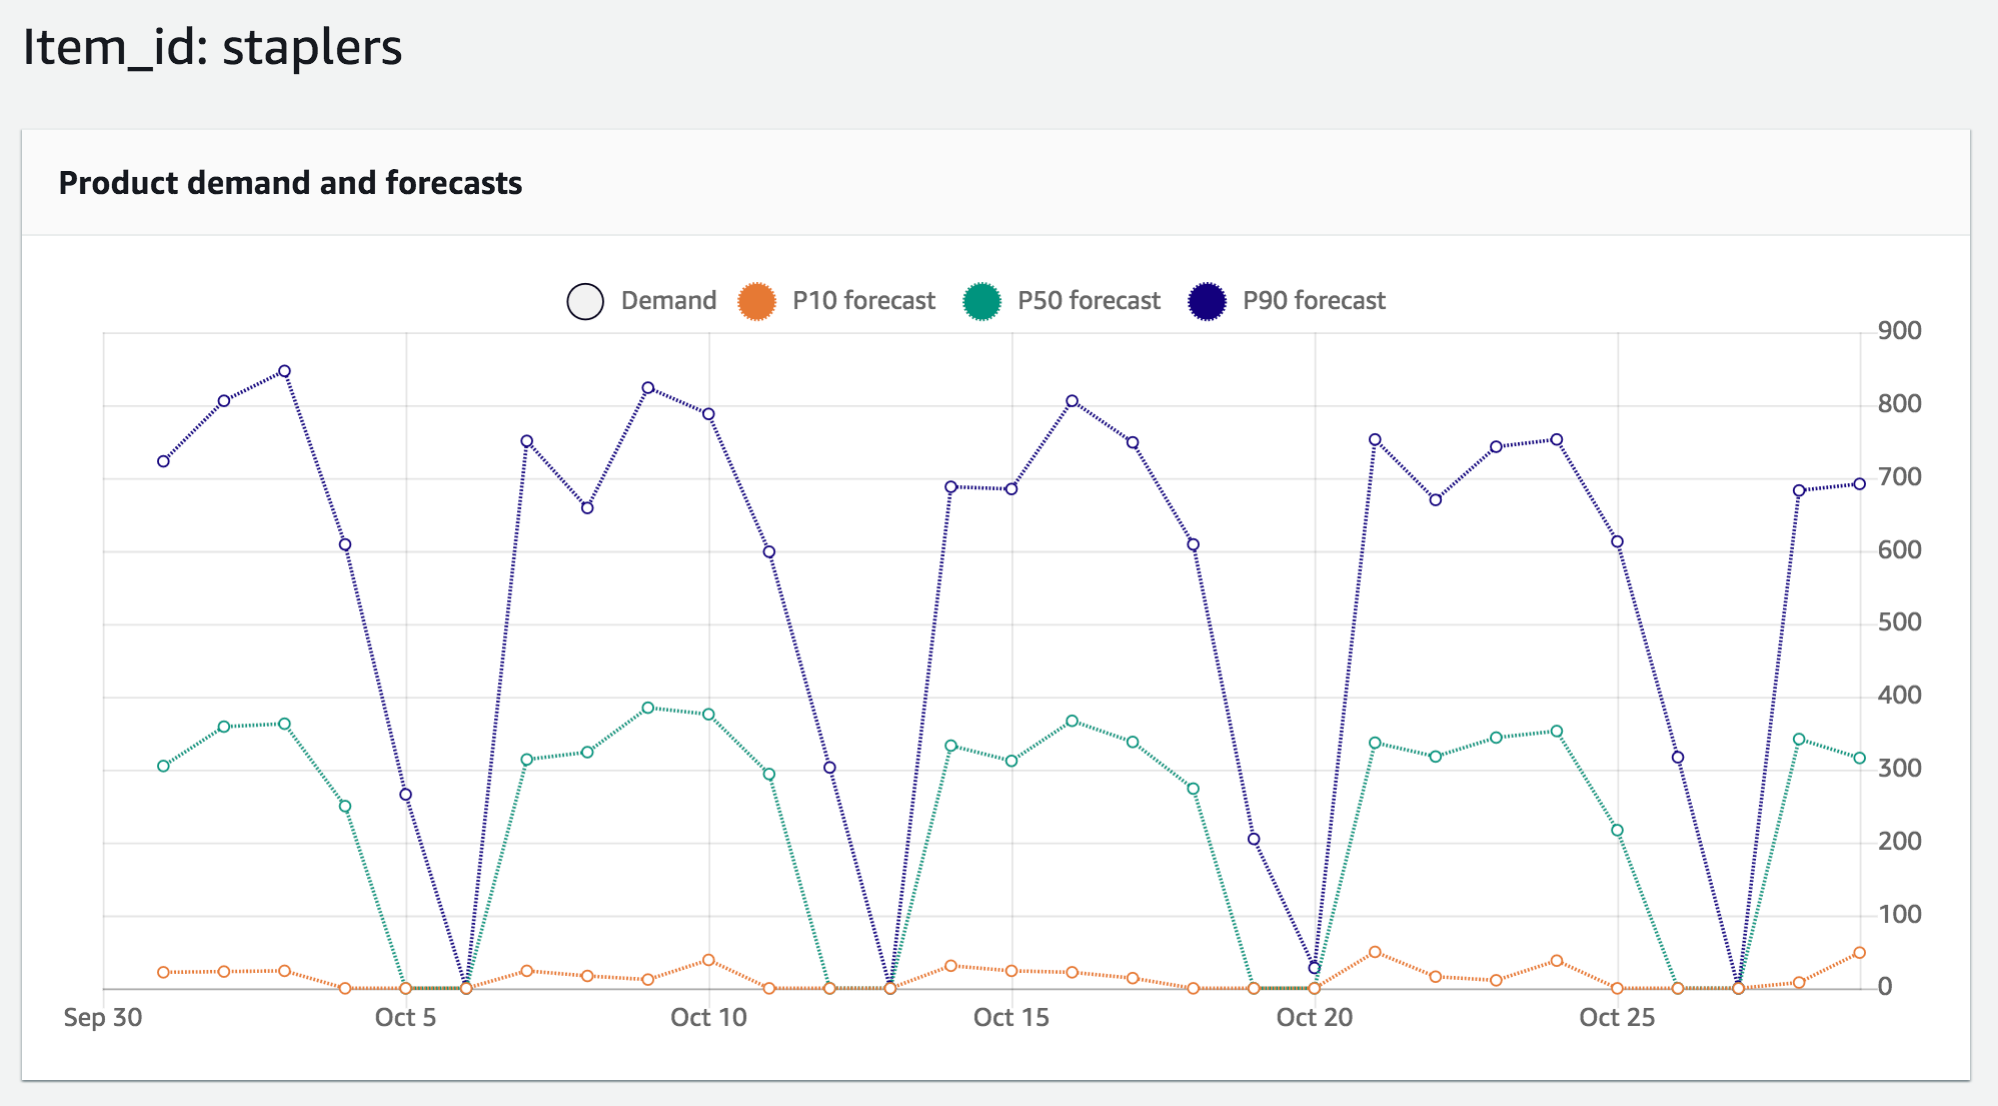 Item_id: staplers
Product demand and forecasts
Demand P10 forecast P50 forecast P90 forecast
900
800
700
600
500
400
300
200
100
0
Sep 30 Oct 5 Oct 10 Oct 15 Oct 20 Oct 25